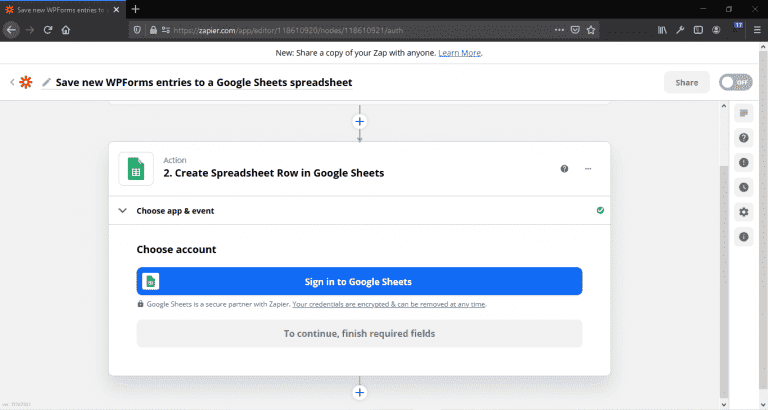 Save new WPForms entries to a
https://zapier.com/app/editor/118610920/nodes/118610921/auth
17
New: Share a copy of your Zap with anyone. Learn More.
Save new WPForms entries to a Google Sheets spreadsheet
Share
OFF
Action
2. Create Spreadsheet Row in Google Sheets
Choose app & event
Choose account
Sign in to Google Sheets
Google Sheets is a secure partner with Zapier. Your credentials are encrypted & can be removed at any time.
To continue, finish required fields